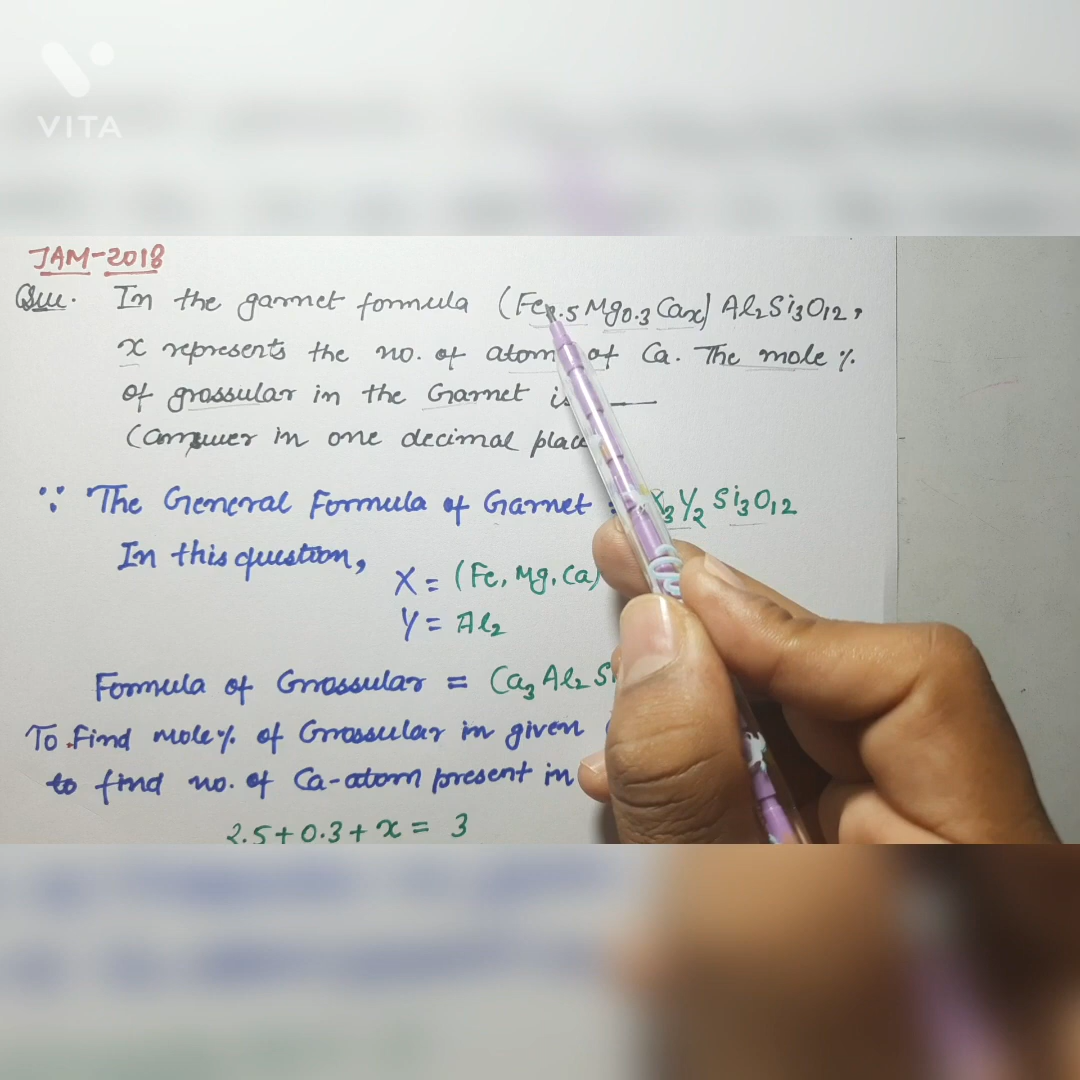 VITA
JAM-2018
Que. In the garnet formula (Fe2.5 Mg0.3 Cax) Al2Si3O12,
x represents the no. of atom of Ca. The mole %
of grossular in the Garnet is ___
(answer in one decimal place
∵ The General Formula of Garnet = X3Y2 Si3O12
In this question,
X = (Fe, Mg, Ca)
Y = Al2
Formula of Grossular = Ca3 Al2 Si
To Find mole% of Grossular in given
to find no. of Ca-atom present in
2.5 + 0.3 + x = 3